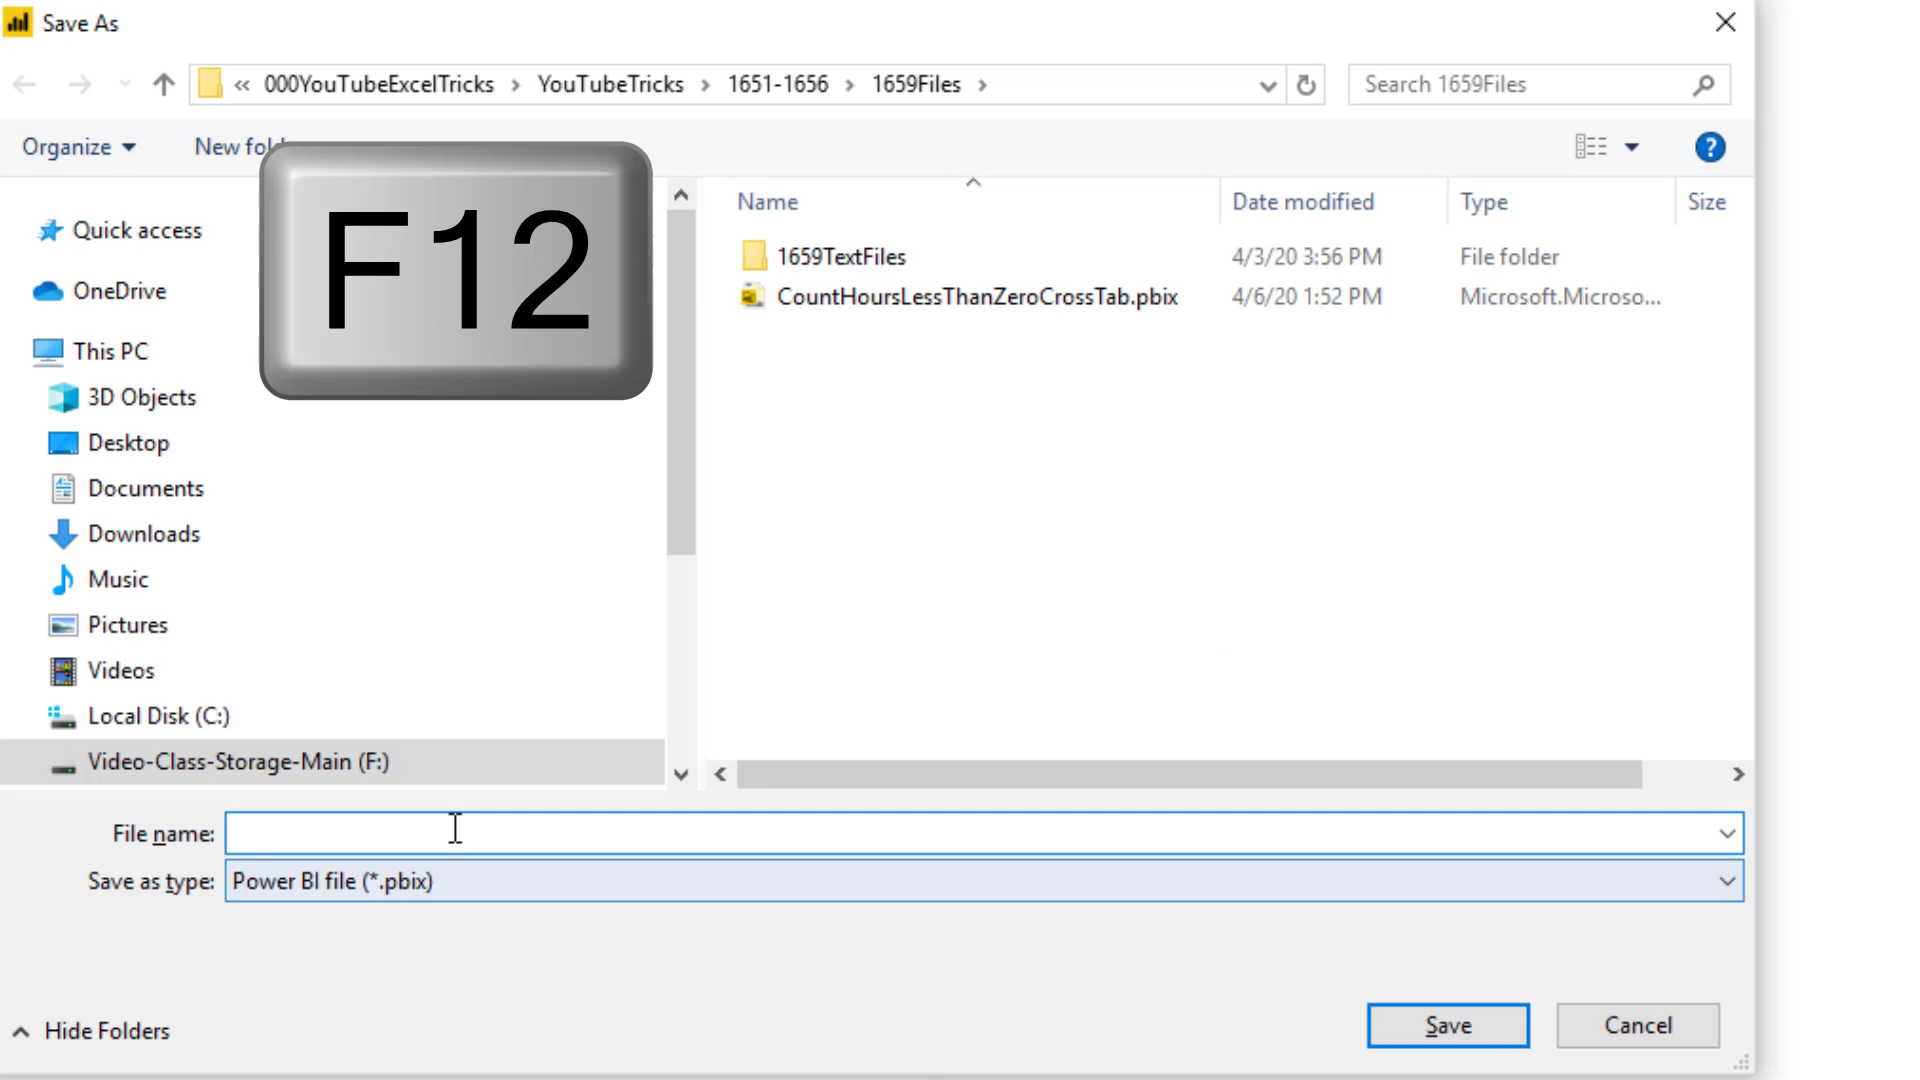 Save As
« 000YouTubeExcelTricks > YouTubeTricks > 1651-1656 > 1659Files >
Search 1659Files
Organize
New fol
F12
Name
Date modified
Type
Size
Quick access
OneDrive
This PC
3D Objects
Desktop
Documents
Downloads
Music
Pictures
Videos
Local Disk (C:)
Video-Class-Storage-Main (F:)
1659TextFiles 4/3/20 3:56 PM File folder
CountHoursLessThanZeroCrossTab.pbix 4/6/20 1:52 PM Microsoft.Microso...
File name:
Save as type: Power BI file (*.pbix)
Hide Folders
Save
Cancel